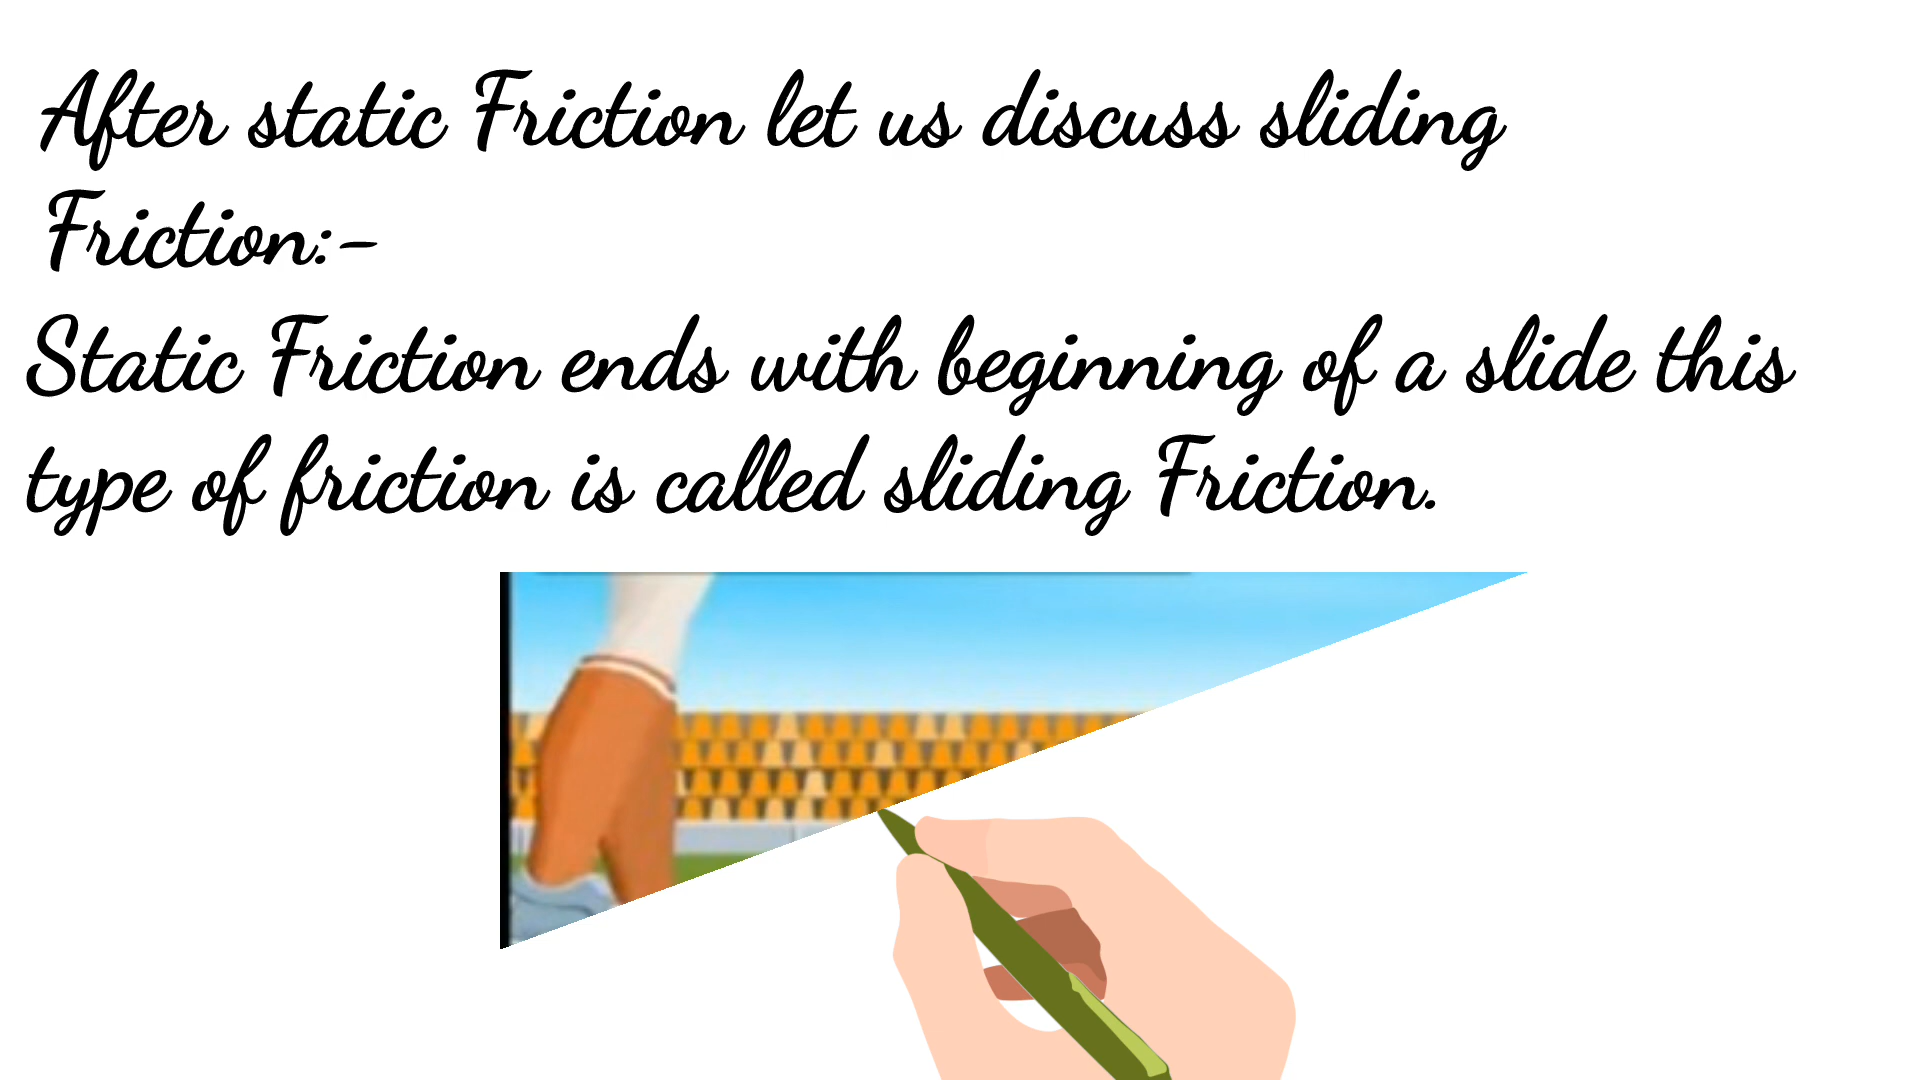 After static Friction let us discuss sliding
Friction:-
Static Friction ends with beginning of a slide this
type of friction is called sliding Friction.